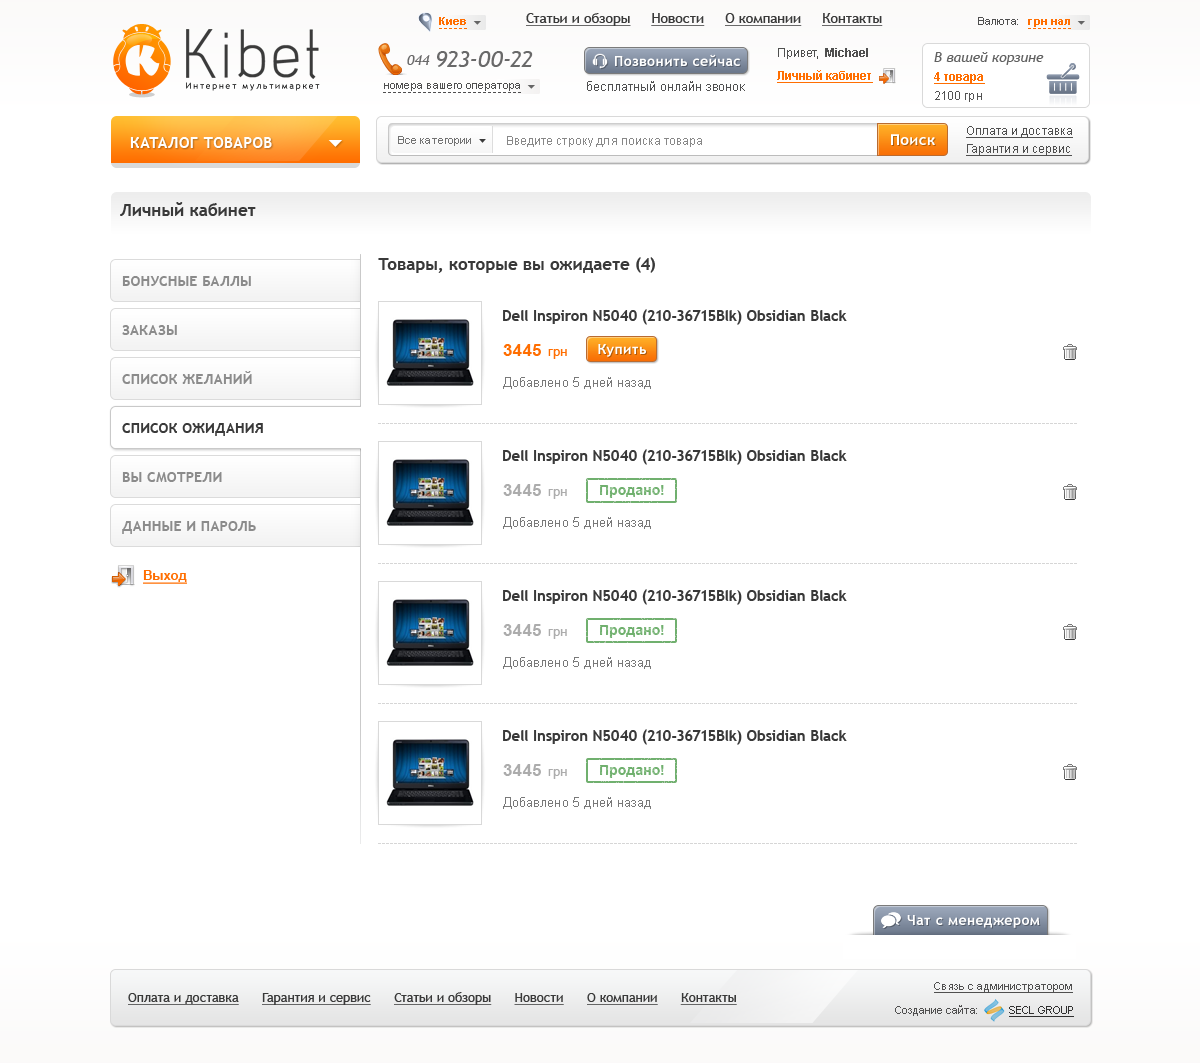 Киев
Статьи и обзоры
Новости
О компании
Контакты
Валюта: грн нал
Kibet
Интернет мультимаркет
044 923-00-22
номера вашего оператора
Позвонить сейчас
бесплатный онлайн звонок
Привет, Michael
Личный кабинет
В вашей корзине
4 товара
2100 грн
КАТАЛОГ ТОВАРОВ
Все категории
Введите строку для поиска товара
Поиск
Оплата и доставка
Гарантия и сервис
Личный кабинет
БОНУСНЫЕ БАЛЛЫ
ЗАКАЗЫ
СПИСОК ЖЕЛАНИЙ
СПИСОК ОЖИДАНИЯ
ВЫ СМОТРЕЛИ
ДАННЫЕ И ПАРОЛЬ
Выход
Товары, которые вы ожидаете (4)
Dell Inspiron N5040 (210-36715Blk) Obsidian Black
3445 грн
Купить
Добавлено 5 дней назад
Dell Inspiron N5040 (210-36715Blk) Obsidian Black
3445 грн
Продано!
Добавлено 5 дней назад
Dell Inspiron N5040 (210-36715Blk) Obsidian Black
3445 грн
Продано!
Добавлено 5 дней назад
Dell Inspiron N5040 (210-36715Blk) Obsidian Black
3445 грн
Продано!
Добавлено 5 дней назад
Чат с менеджером
Оплата и доставка
Гарантия и сервис
Статьи и обзоры
Новости
О компании
Контакты
Связь с администратором
Создание сайта: SECL GROUP